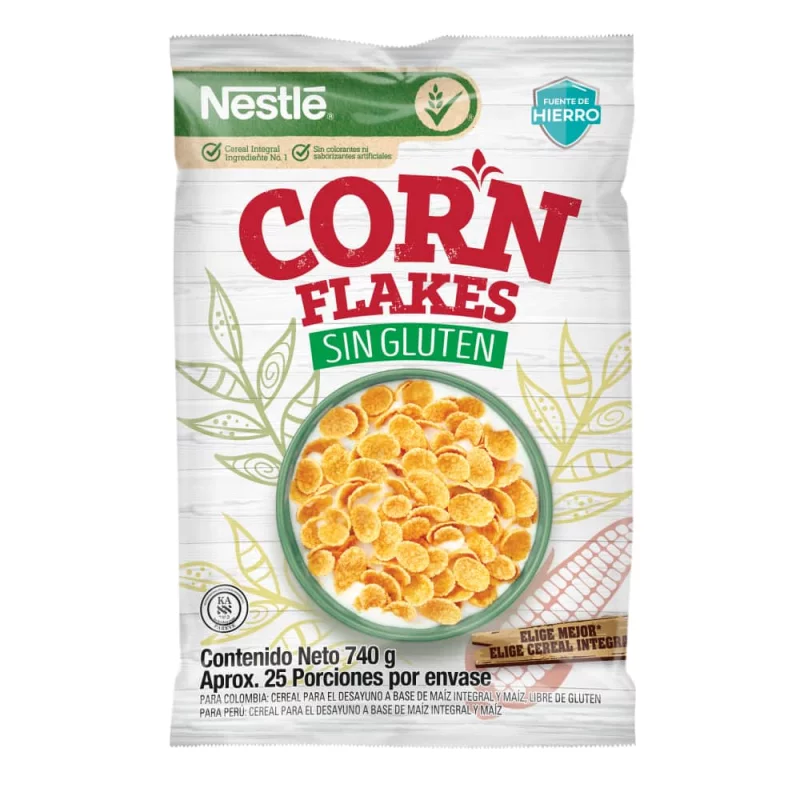 Nestlé®
Cereal Integral
Ingrediente No. 1
Sin colorantes ni
saborizantes artificiales
FUENTE DE
HIERRO
CORN
FLAKES
SIN GLUTEN
KA
ELIGE MEJOR*
ELIGE CEREAL INTEGRA
Contenido Neto 740 g
Aprox. 25 Porciones por envase
PARA COLOMBIA: CEREAL PARA EL DESAYUNO A BASE DE MAÍZ INTEGRAL Y MAÍZ. LIBRE DE GLUTEN
PARA PERÚ: CEREAL PARA EL DESAYUNO A BASE DE MAÍZ INTEGRAL Y MAÍZ